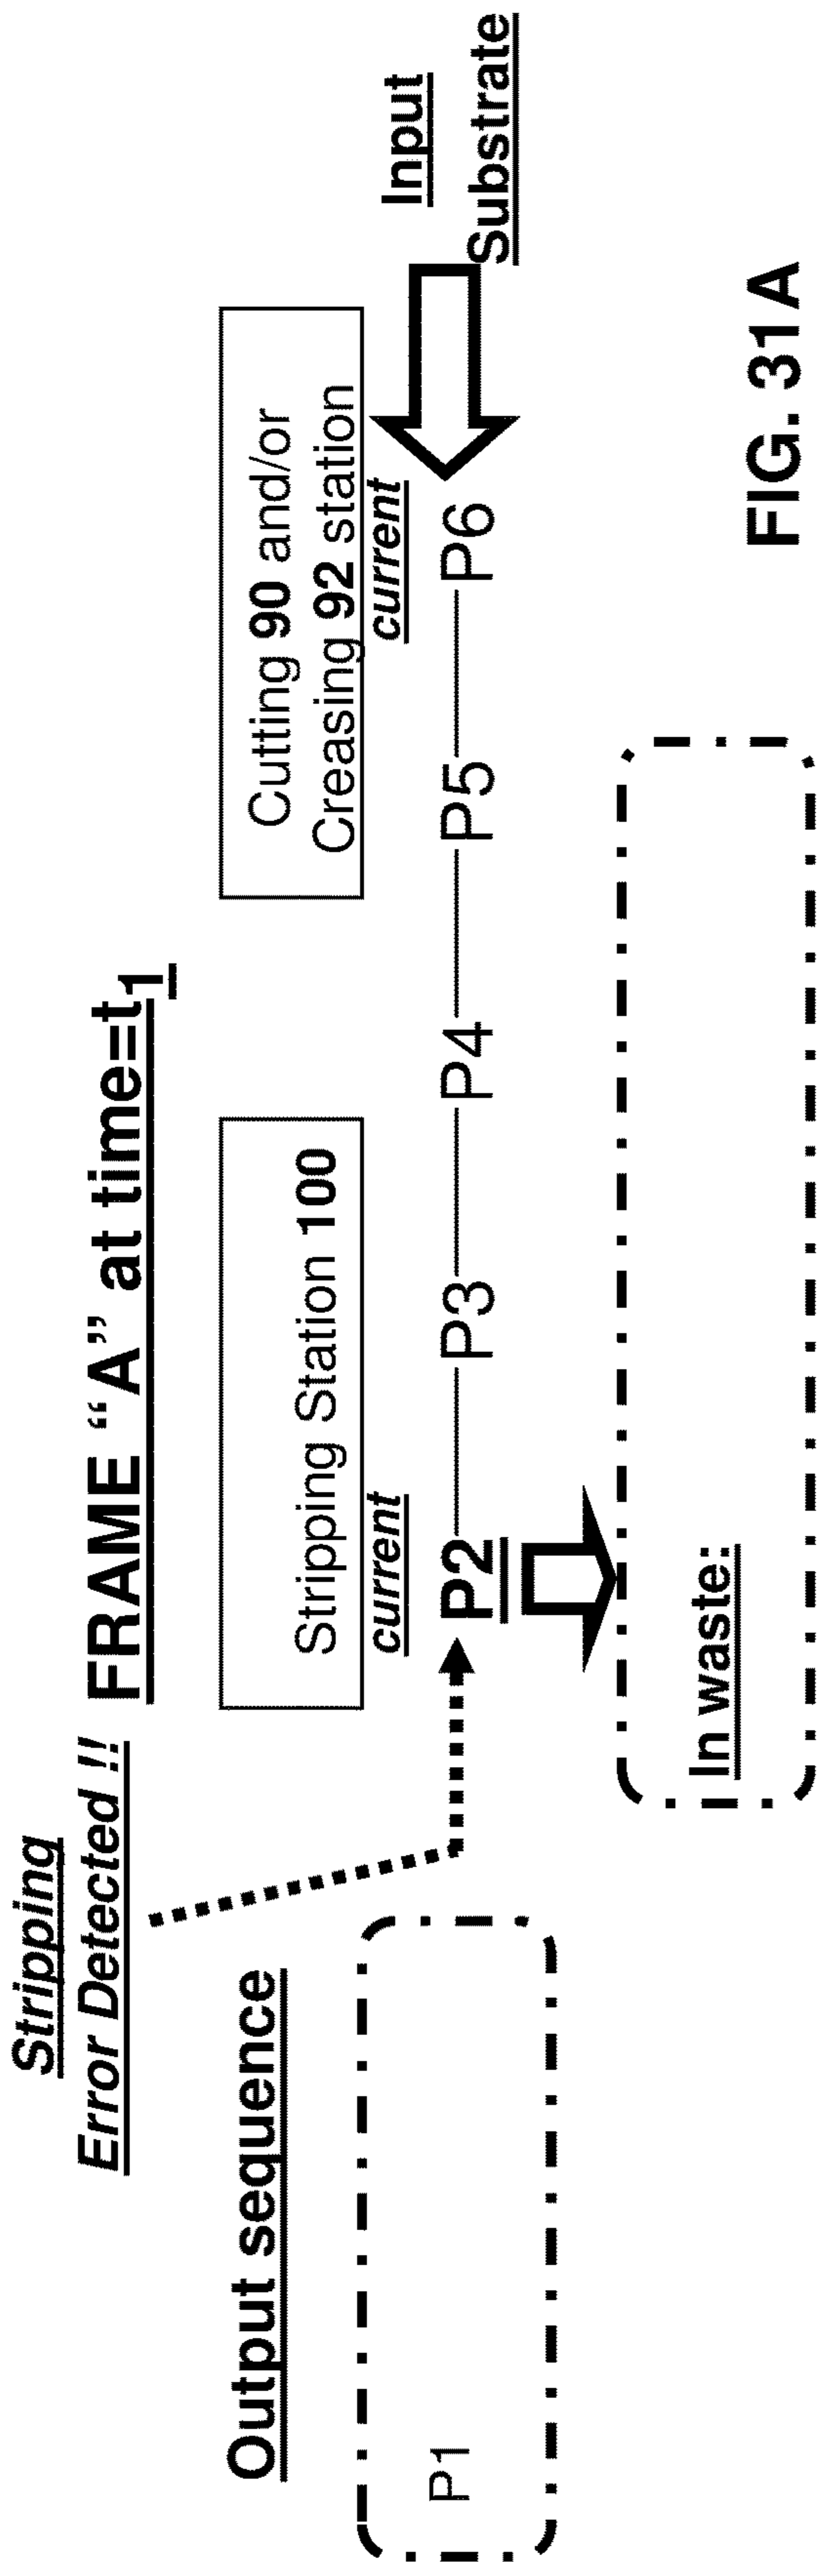 Stripping
Error Detected !!
FRAME “A” at time=t1
Output sequence
P1
Stripping Station 100
current
Cutting 90 and/or
Creasing 92 station
current
P2 P3 P4 P5 P6
Input
Substrate
In waste:
FIG. 31A